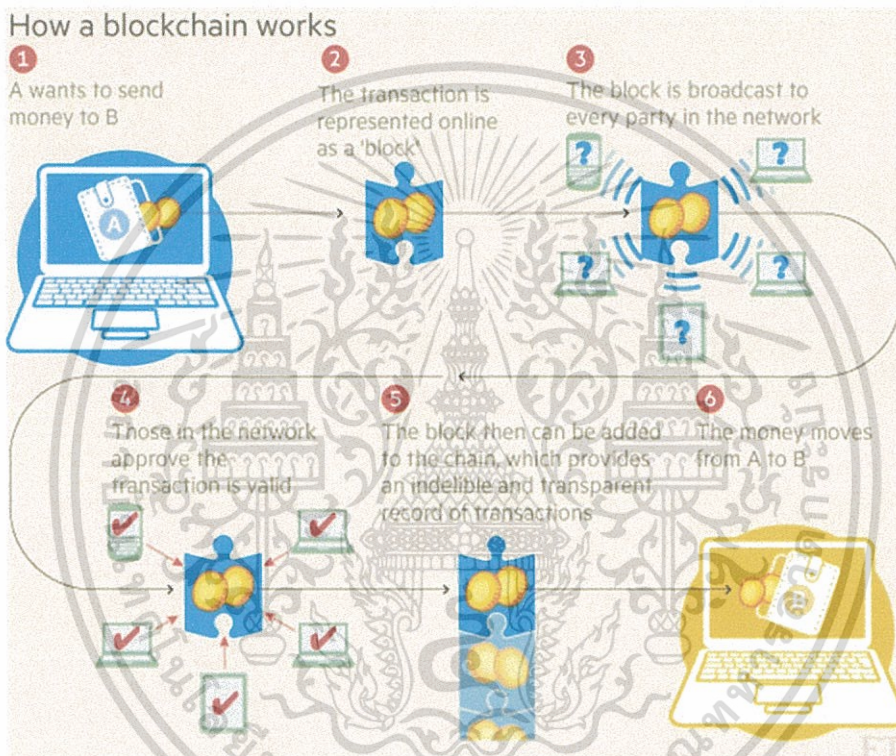 How a blockchain works
1
A wants to send
money to B
2
The transaction is
represented online
as a 'block'
3
The block is broadcast to
every party in the network
A
?
?
?
?
?
4
Those in the network
approve the
transaction is valid
5
The block then can be added
to the chain, which provides
an indelible and transparent
record of transactions
6
The money moves
from A to B
B